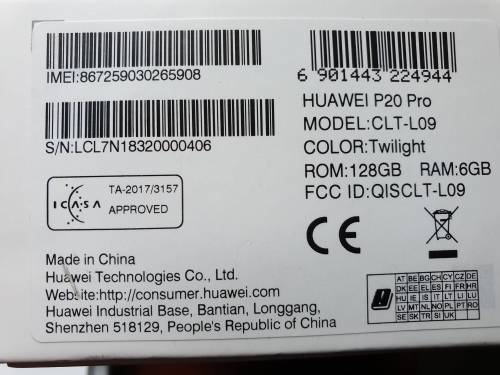 IMEI:867259030265908
6 901443 224944
HUAWEI P20 Pro
S/N:LCL7N18320000406
MODEL:CLT-L09
COLOR:Twilight
ROM:128GB RAM:6GB
FCC ID:QISCLT-L09
ICASA
TA-2017/3157
APPROVED
CE
Made in China
Huawei Technologies Co., Ltd.
Website:http://consumer.huawei.com
Huawei Industrial Base, Bantian, Longgang,
Shenzhen 518129, People's Republic of China
AT BE BG CH CY CZ DE
DK EE EL ES FI FR HR
HU IE IS IT LI LT LU
LV MT NL NO PL PT RO
SE SK TR SI UK